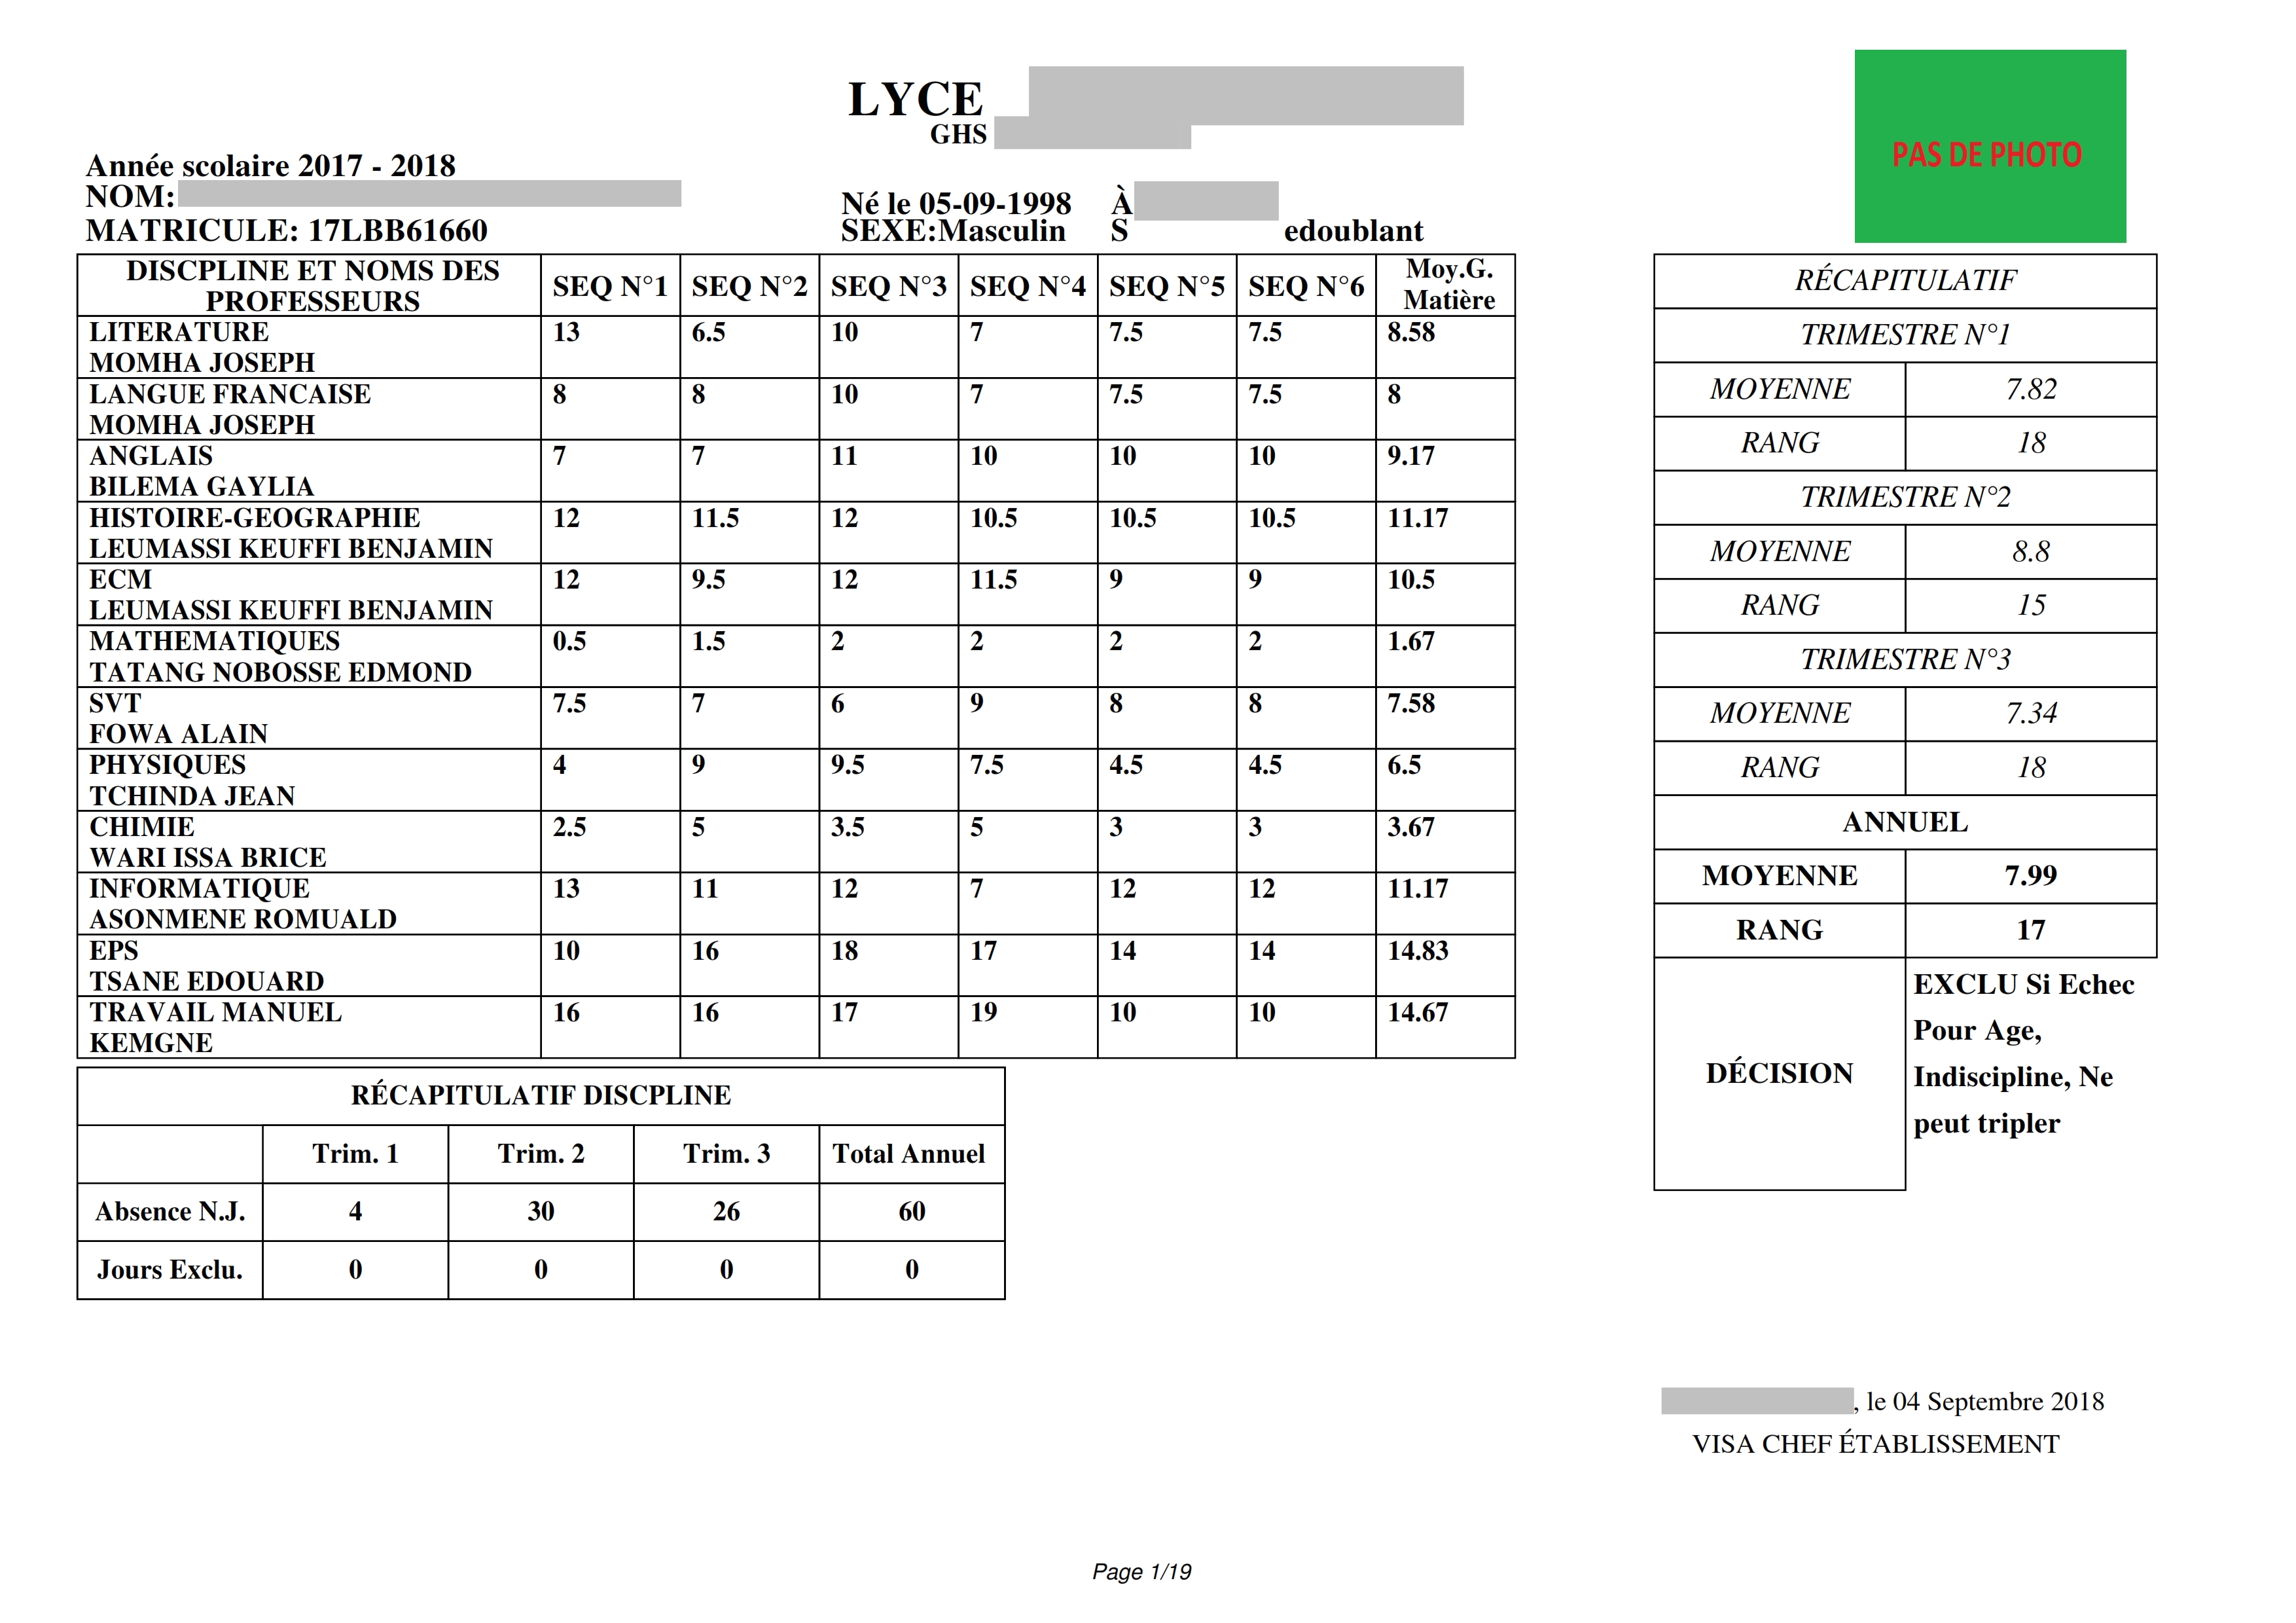 LYCE
GHS
PAS DE PHOTO
Année scolaire 2017 - 2018
NOM:
Né le 05-09-1998 À
MATRICULE: 17LBB61660 SEXE:Masculin S edoublant
DISCPLINE ET NOMS DES PROFESSEURS SEQ N°1 SEQ N°2 SEQ N°3 SEQ N°4 SEQ N°5 SEQ N°6 Moy.G. Matière
LITERATURE 13 6.5 10 7 7.5 7.5 8.58
MOMHA JOSEPH
LANGUE FRANCAISE 8 8 10 7 7.5 7.5 8
MOMHA JOSEPH
ANGLAIS 7 7 11 10 10 10 9.17
BILEMA GAYLIA
HISTOIRE-GEOGRAPHIE 12 11.5 12 10.5 10.5 10.5 11.17
LEUMASSI KEUFFI BENJAMIN
ECM 12 9.5 12 11.5 9 9 10.5
LEUMASSI KEUFFI BENJAMIN
MATHEMATIQUES 0.5 1.5 2 2 2 2 1.67
TATANG NOBOSSE EDMOND
SVT 7.5 7 6 9 8 8 7.58
FOWA ALAIN
PHYSIQUES 4 9 9.5 7.5 4.5 4.5 6.5
TCHINDA JEAN
CHIMIE 2.5 5 3.5 5 3 3 3.67
WARI ISSA BRICE
INFORMATIQUE 13 11 12 7 12 12 11.17
ASONMENE ROMUALD
EPS 10 16 18 17 14 14 14.83
TSANE EDOUARD
TRAVAIL MANUEL 16 16 17 19 10 10 14.67
KEMGNE
RÉCAPITULATIF DISCPLINE
Trim. 1 Trim. 2 Trim. 3 Total Annuel
Absence N.J. 4 30 26 60
Jours Exclu. 0 0 0 0
RÉCAPITULATIF
TRIMESTRE N°1
MOYENNE 7.82
RANG 18
TRIMESTRE N°2
MOYENNE 8.8
RANG 15
TRIMESTRE N°3
MOYENNE 7.34
RANG 18
ANNUEL
MOYENNE 7.99
RANG 17
DÉCISION
EXCLU Si Echec
Pour Age,
Indiscipline, Ne
peut tripler
, le 04 Septembre 2018
VISA CHEF ÉTABLISSEMENT
Page 1/19